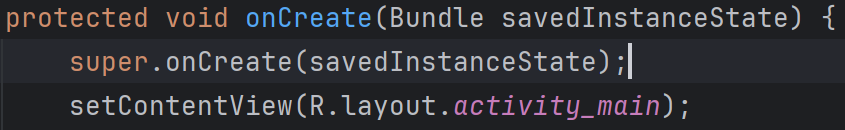 protected void onCreate(Bundle savedInstanceState) {
super.onCreate(savedInstanceState);
setContentView(R.layout.activity_main);